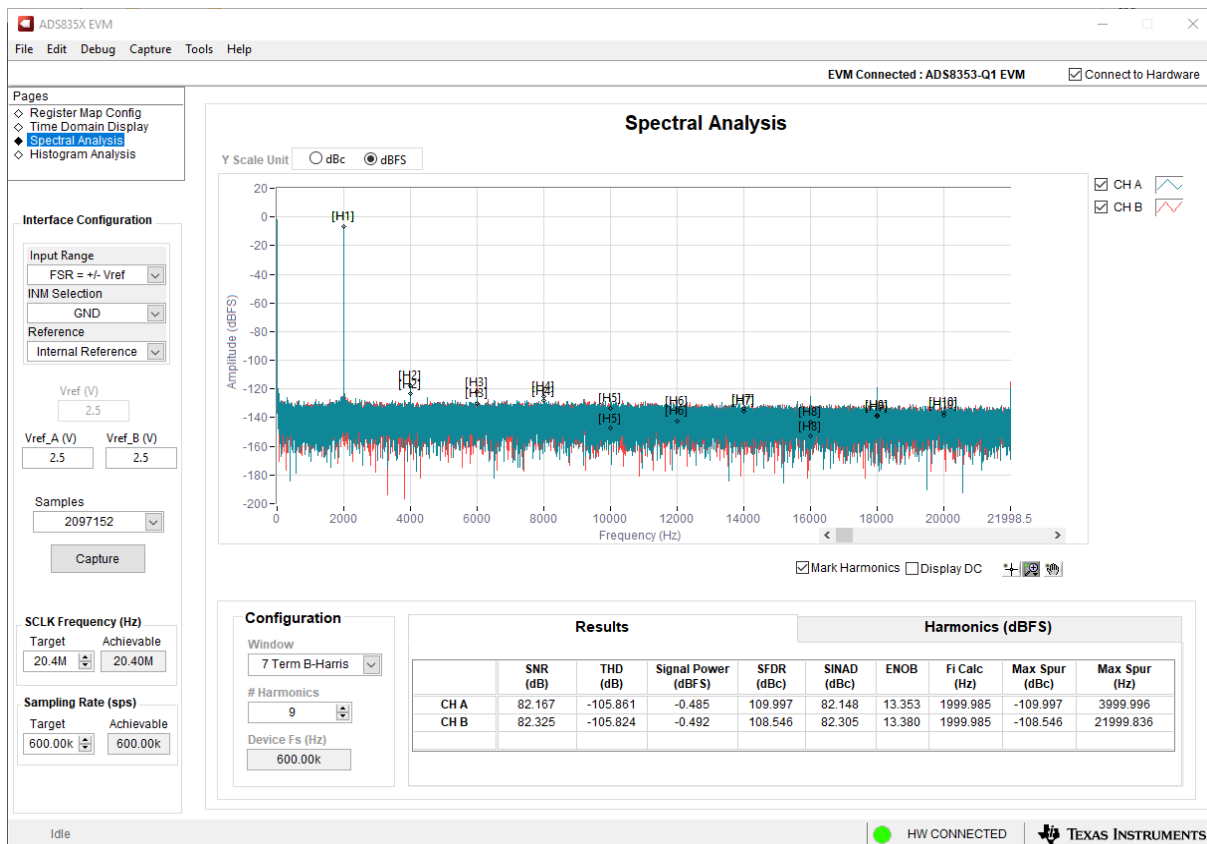 ADS835X EVM
File Edit Debug Capture Tools Help
EVM Connected : ADS8353-Q1 EVM
Connect to Hardware
Pages
Register Map Config
Time Domain Display
Spectral Analysis
Histogram Analysis
Interface Configuration
Input Range
FSR = +/- Vref
INM Selection
GND
Reference
Internal Reference
Vref (V)
2.5
Vref_A (V) Vref_B (V)
2.5 2.5
Samples
2097152
Capture
SCLK Frequency (Hz)
Target Achievable
20.4M 20.40M
Sampling Rate (sps)
Target Achievable
600.00k 600.00k
Spectral Analysis
Y Scale Unit dBc dBFS
CH A
CH B
Amplitude (dBFS)
20
0
-20
-40
-60
-80
-100
-120
-140
-160
-180
-200
[H1]
[H2]
[H2]
[H3]
[H3]
[H4]
[H4]
[H5]
[H5]
[H6]
[H6]
[H7]
[H8]
[H8]
[H9]
[H10]
0 2000 4000 6000 8000 10000 12000 14000 16000 18000 20000 21998.5
Frequency (Hz)
Mark Harmonics Display DC
Configuration
Window
7 Term B-Harris
# Harmonics
9
Device Fs (Hz)
600.00k
Results Harmonics (dBFS)
SNR (dB) THD (dB) Signal Power (dBFS) SFDR (dBc) SINAD (dBc) ENOB Fi Calc (Hz) Max Spur (dBc) Max Spur (Hz)
CH A 82.167 -105.861 -0.485 109.997 82.148 13.353 1999.985 -109.997 3999.996
CH B 82.325 -105.824 -0.492 108.546 82.305 13.380 1999.985 -108.546 21999.836
Idle
HW CONNECTED
TEXAS INSTRUMENTS